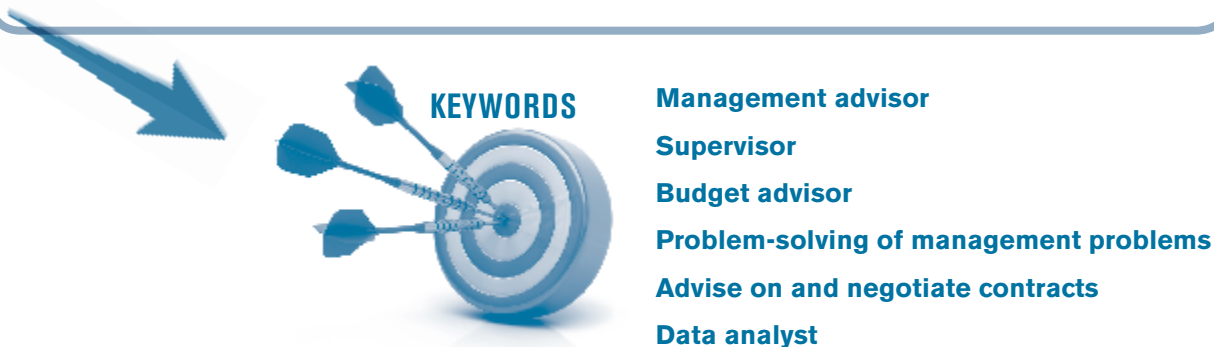 KEYWORDS
Management advisor
Supervisor
Budget advisor
Problem-solving of management problems
Advise on and negotiate contracts
Data analyst